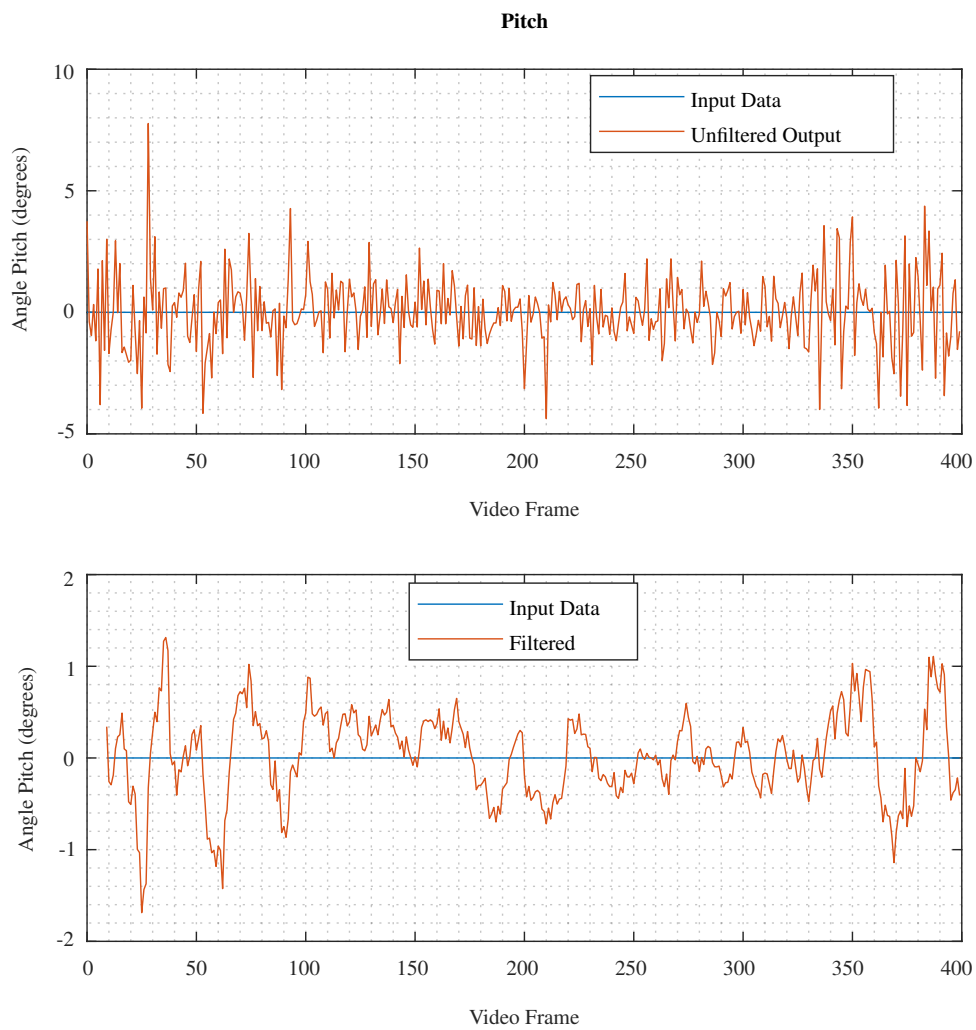 Pitch
10
5
0
-5
Angle Pitch (degrees)
Input Data
Unfiltered Output
0 50 100 150 200 250 300 350 400
Video Frame
2
1
0
-1
-2
Angle Pitch (degrees)
Input Data
Filtered
0 50 100 150 200 250 300 350 400
Video Frame